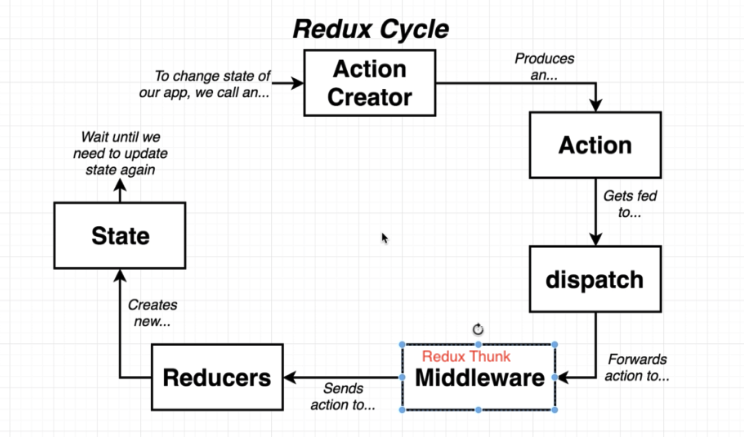 Redux Cycle
To change state of
our app, we call an...
Action
Creator
Produces
an...
Action
Gets fed
to...
dispatch
Forwards
action to...
Redux Thunk
Middleware
Sends
action to...
Reducers
Creates
new...
State
Wait until we
need to update
state again